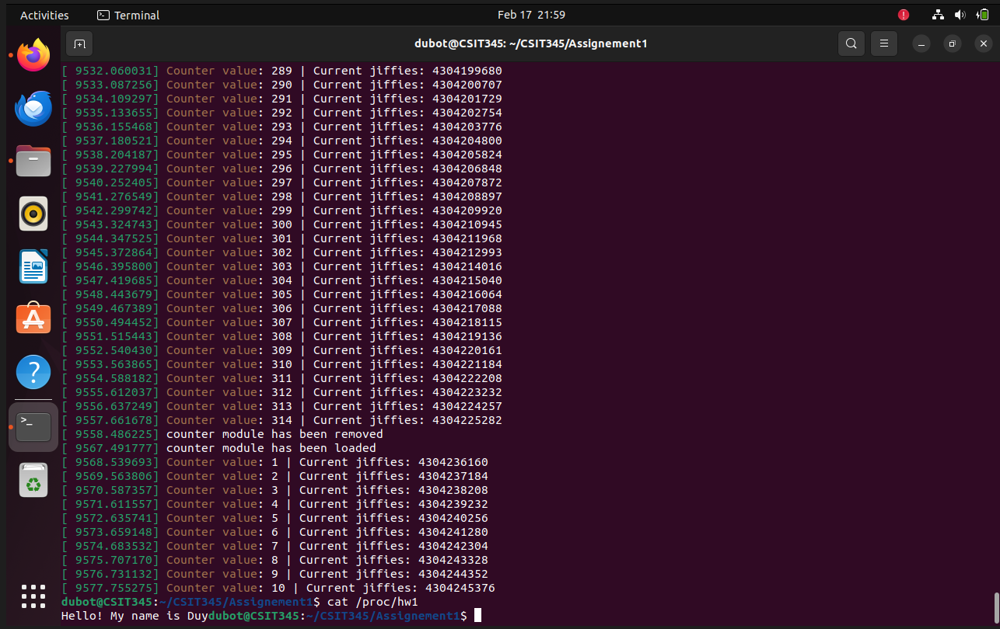 Activities Terminal Feb 17 21:59
dubot@CSIT345: ~/CSIT345/Assignement1
[ 9532.060031] Counter value: 289 | Current jiffies: 4304199680
[ 9533.087256] Counter value: 290 | Current jiffies: 4304200707
[ 9534.109297] Counter value: 291 | Current jiffies: 4304201729
[ 9535.133655] Counter value: 292 | Current jiffies: 4304202754
[ 9536.155468] Counter value: 293 | Current jiffies: 4304203776
[ 9537.180521] Counter value: 294 | Current jiffies: 4304204800
[ 9538.204187] Counter value: 295 | Current jiffies: 4304205824
[ 9539.227994] Counter value: 296 | Current jiffies: 4304206848
[ 9540.252405] Counter value: 297 | Current jiffies: 4304207872
[ 9541.276549] Counter value: 298 | Current jiffies: 4304208897
[ 9542.299742] Counter value: 299 | Current jiffies: 4304209920
[ 9543.324743] Counter value: 300 | Current jiffies: 4304210945
[ 9544.347525] Counter value: 301 | Current jiffies: 4304211968
[ 9545.372864] Counter value: 302 | Current jiffies: 4304212993
[ 9546.395800] Counter value: 303 | Current jiffies: 4304214016
[ 9547.419685] Counter value: 304 | Current jiffies: 4304215040
[ 9548.443679] Counter value: 305 | Current jiffies: 4304216064
[ 9549.467389] Counter value: 306 | Current jiffies: 4304217088
[ 9550.494452] Counter value: 307 | Current jiffies: 4304218115
[ 9551.515443] Counter value: 308 | Current jiffies: 4304219136
[ 9552.540430] Counter value: 309 | Current jiffies: 4304220161
[ 9553.563865] Counter value: 310 | Current jiffies: 4304221184
[ 9554.588182] Counter value: 311 | Current jiffies: 4304222208
[ 9555.612037] Counter value: 312 | Current jiffies: 4304223232
[ 9556.637249] Counter value: 313 | Current jiffies: 4304224257
[ 9557.661678] Counter value: 314 | Current jiffies: 4304225282
[ 9558.486225] counter module has been removed
[ 9567.491777] counter module has been loaded
[ 9568.539693] Counter value: 1 | Current jiffies: 4304236160
[ 9569.563806] Counter value: 2 | Current jiffies: 4304237184
[ 9570.587357] Counter value: 3 | Current jiffies: 4304238208
[ 9571.611557] Counter value: 4 | Current jiffies: 4304239232
[ 9572.635741] Counter value: 5 | Current jiffies: 4304240256
[ 9573.659148] Counter value: 6 | Current jiffies: 4304241280
[ 9574.683532] Counter value: 7 | Current jiffies: 4304242304
[ 9575.707170] Counter value: 8 | Current jiffies: 4304243328
[ 9576.731132] Counter value: 9 | Current jiffies: 4304244352
[ 9577.755275] Counter value: 10 | Current jiffies: 4304245376
dubot@CSIT345:~/CSIT345/Assignement1$ cat /proc/hw1
Hello! My name is Duydubot@CSIT345:~/CSIT345/Assignement1$